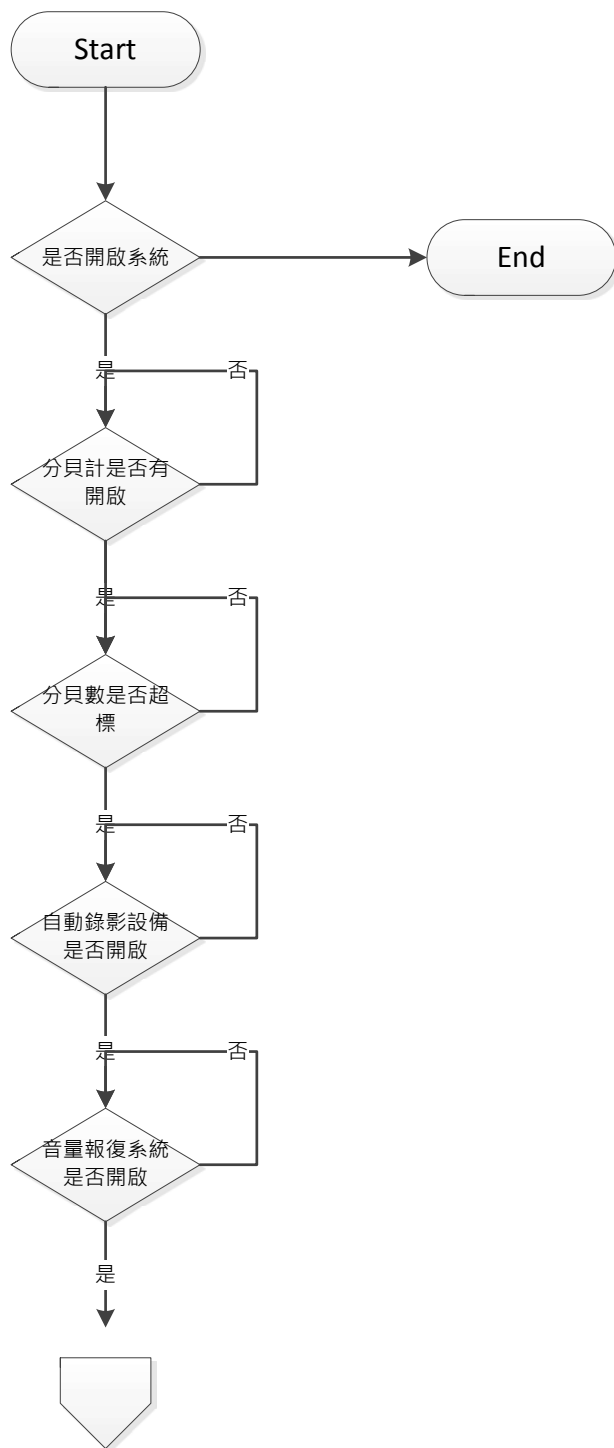 Start
是否開啟系統
End
是
否
分貝計是否有
開啟
是
否
分貝數是否超
標
是
否
自動錄影設備
是否開啟
是
否
音量報復系統
是否開啟
是